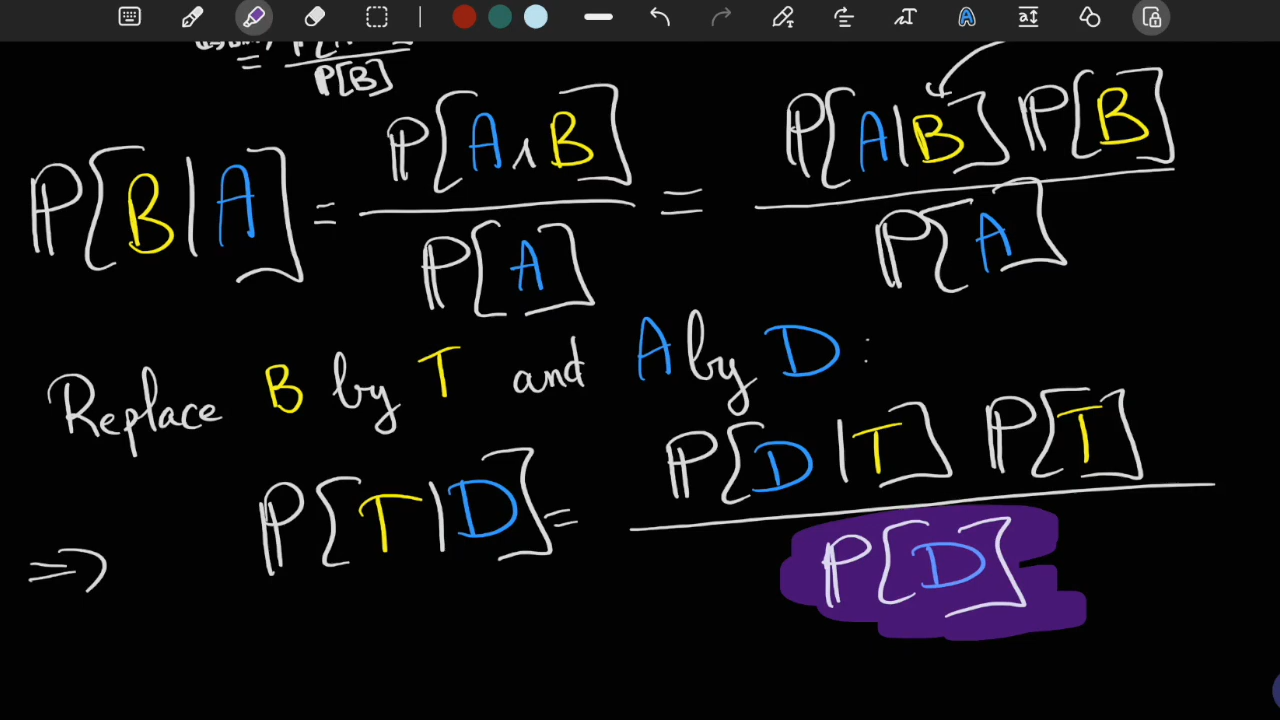 P[B]
P[B|A] = P[A∧B] / P[A] = P[A|B] P[B] / P[A]
Replace B by T and A by D :
⇒ P[T|D] = P[D|T] P[T] / P[D]